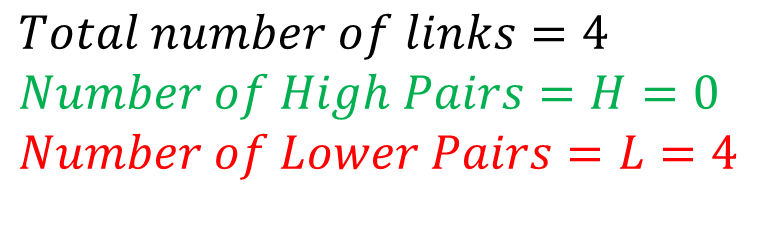 Total number of links = 4
Number of High Pairs = H = 0
Number of Lower Pairs = L = 4